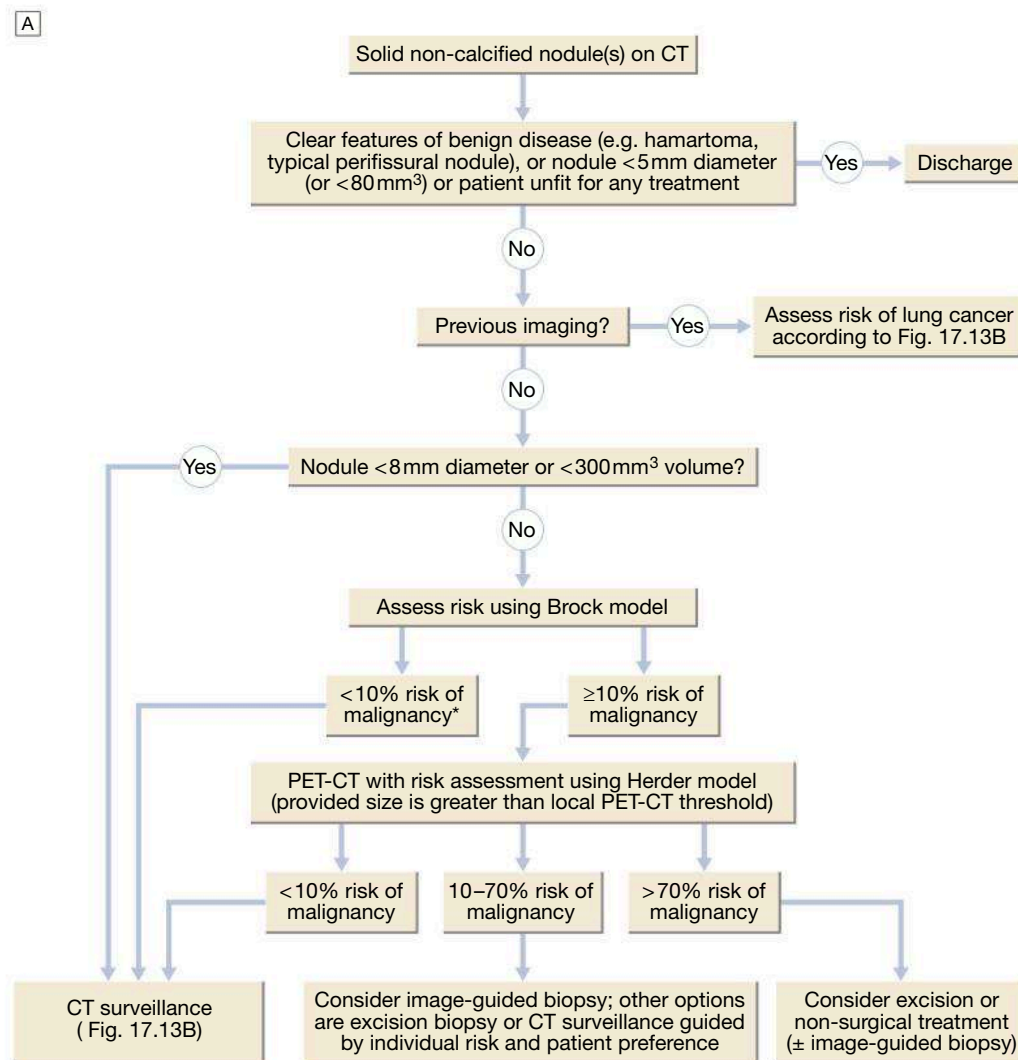 A
Solid non-calcified nodule(s) on CT
Clear features of benign disease (e.g. hamartoma,
typical perifissural nodule), or nodule <5mm diameter
(or <80mm³) or patient unfit for any treatment
Yes
Discharge
No
Previous imaging?
Yes
Assess risk of lung cancer
according to Fig. 17.13B
No
Yes
Nodule <8mm diameter or <300mm³ volume?
No
Assess risk using Brock model
<10% risk of
malignancy*
≥10% risk of
malignancy
PET-CT with risk assessment using Herder model
(provided size is greater than local PET-CT threshold)
<10% risk of
malignancy
10–70% risk of
malignancy
>70% risk of
malignancy
CT surveillance
( Fig. 17.13B)
Consider image-guided biopsy; other options
are excision biopsy or CT surveillance guided
by individual risk and patient preference
Consider excision or
non-surgical treatment
(± image-guided biopsy)